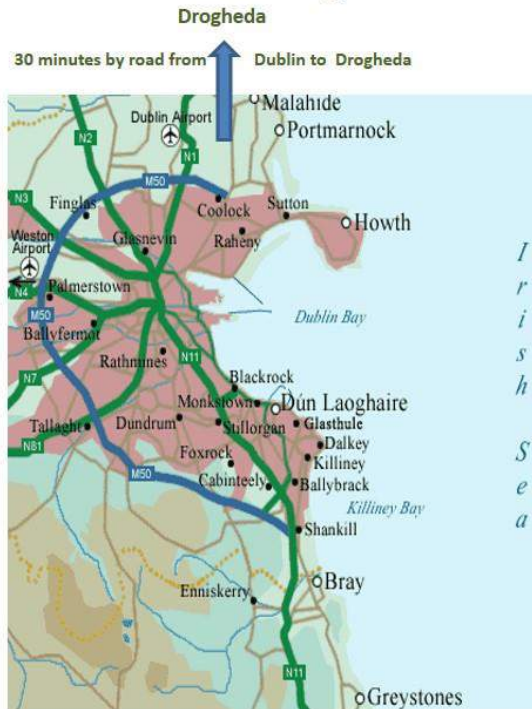 Drogheda
30 minutes by road from Dublin to Drogheda
Malahide
Dublin Airport
Portmarnock
N2
N1
M50
N3
Finglas
Coolock
Sutton
Howth
Weston
Airport
Glasnevin
Raheny
N4
Palmerstown
M50
Dublin Bay
Ballyfermot
Rathmines
N11
Irish Sea
N7
Blackrock
Monkstown
Dún Laoghaire
Tallaght
Dundrum
Stillorgan
Glasthule
N81
Dalkey
Foxrock
Killiney
M50
Cabinteely
Ballybrack
Killiney Bay
Shankill
Bray
Enniskerry
N11
Greystones